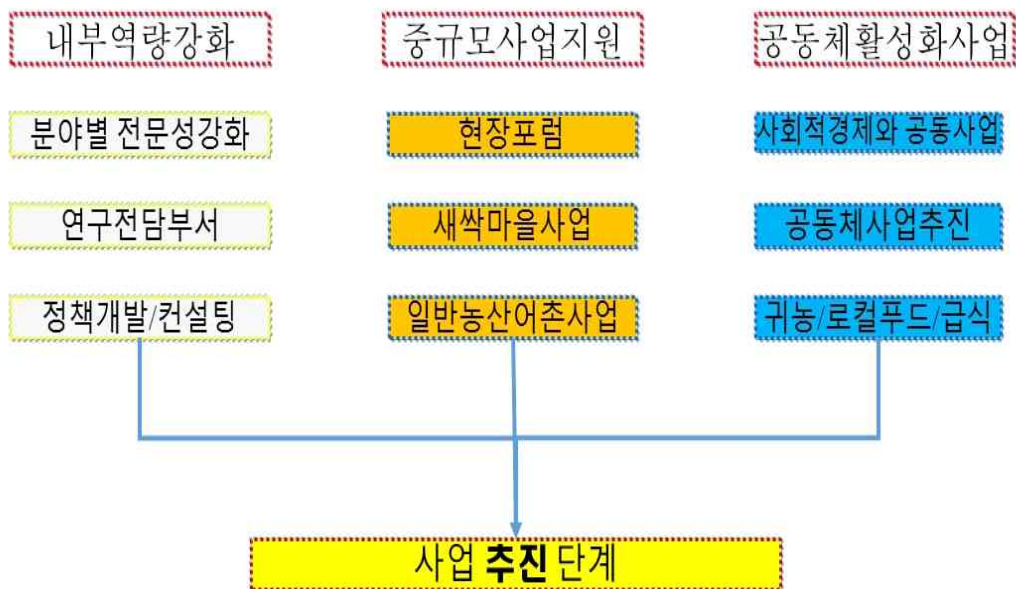 내부역량강화
중규모사업지원
공동체활성화사업
분야별 전문성강화
현장포럼
사회적경제와 공동사업
연구전담부서
새싹마을사업
공동체사업추진
정책개발/컨설팅
일반농산어촌사업
귀농/로컬푸드/급식
사업 추진 단계